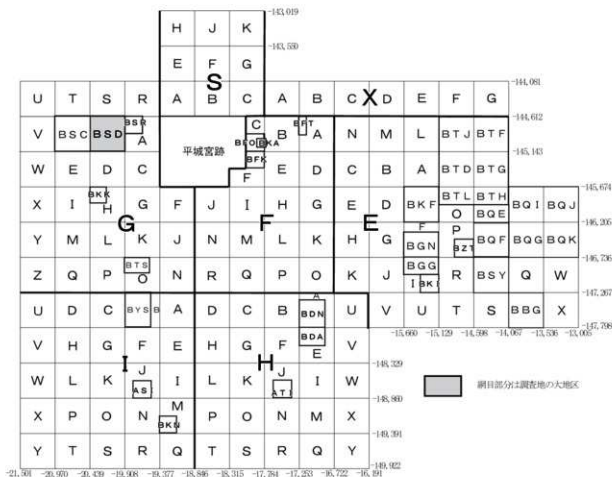 H J K
-143,019
-143,550
E F G
S
-144,081
U T S R A B C A B C X D E F G
-144,612
V BSC BSD BSR A 平城宮跡 C BFT B A N M L BTJ BTF
BKA
-145,143
W E D C BFK F D C B A BTD BTG
-145,674
X I BKK H G F J I H G E D BKF BTL BTH BQI BQJ
G F E O BQE
-146,205
Y M L K J N M L K H G F BGN P BZT BQF BQG BQK
-146,736
Z Q P BTS O N R Q P O K J BGG I BKI R BSY Q W
-147,267
U D C BYS B A D C B A BDN U V U T S BBG X
-147,798
-15,660 -15,129 -14,598 -14,067 -13,536 -13,005
V H G F E H G F BDA E V
I H
-148,329
W L K J ASI I L K J ATI I W
網目部分は調査地の大地区
-148,860
X P O N M BKN P O N M X
-149,391
Y T S R Q T S R Q Y
-149,922
-21,501 -20,970 -20,439 -19,908 -19,377 -18,846 -18,315 -17,784 -17,253 -16,722 -16,191